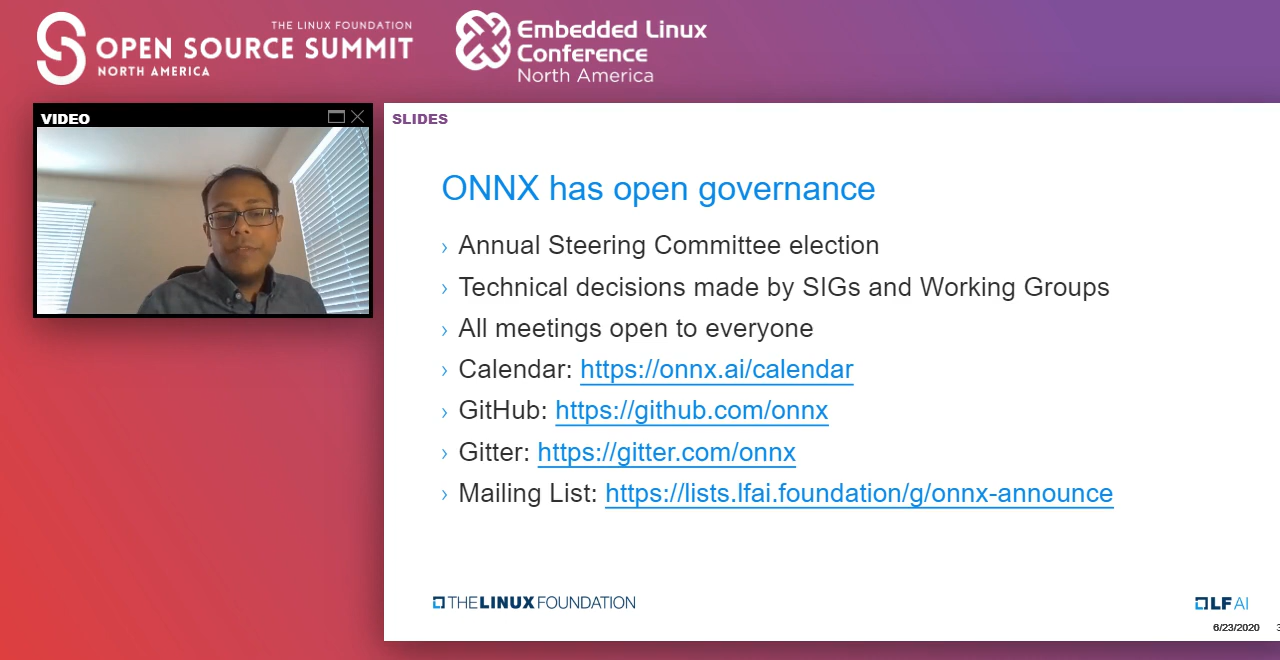 THE LINUX FOUNDATION
OPEN SOURCE SUMMIT
NORTH AMERICA
Embedded Linux
Conference
North America
VIDEO
SLIDES
ONNX has open governance
› Annual Steering Committee election
› Technical decisions made by SIGs and Working Groups
› All meetings open to everyone
› Calendar: https://onnx.ai/calendar
› GitHub: https://github.com/onnx
› Gitter: https://gitter.com/onnx
› Mailing List: https://lists.lfai.foundation/g/onnx-announce
THE LINUX FOUNDATION
LF AI
6/23/2020